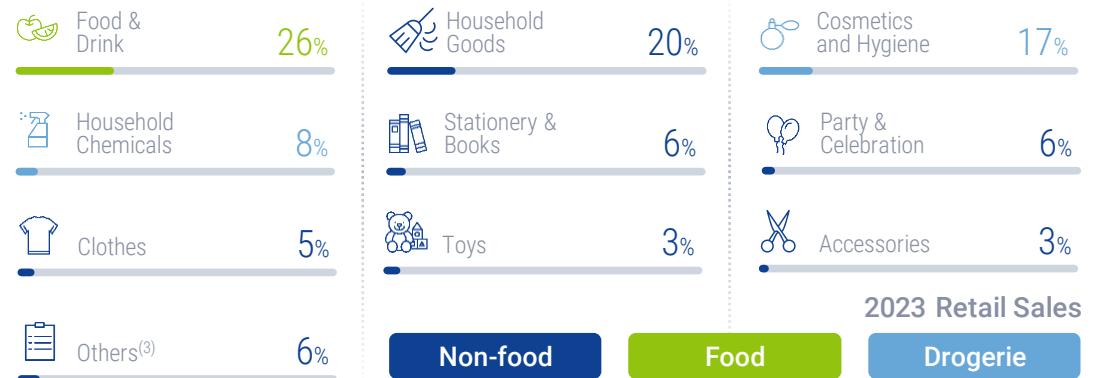 Food &
Drink
26%
Household
Goods
20%
Cosmetics
and Hygiene
17%
Household
Chemicals
8%
Stationery &
Books
6%
Party &
Celebration
6%
Clothes
5%
Toys
3%
Accessories
3%
2023 Retail Sales
Others(3)
6%
Non-food
Food
Drogerie